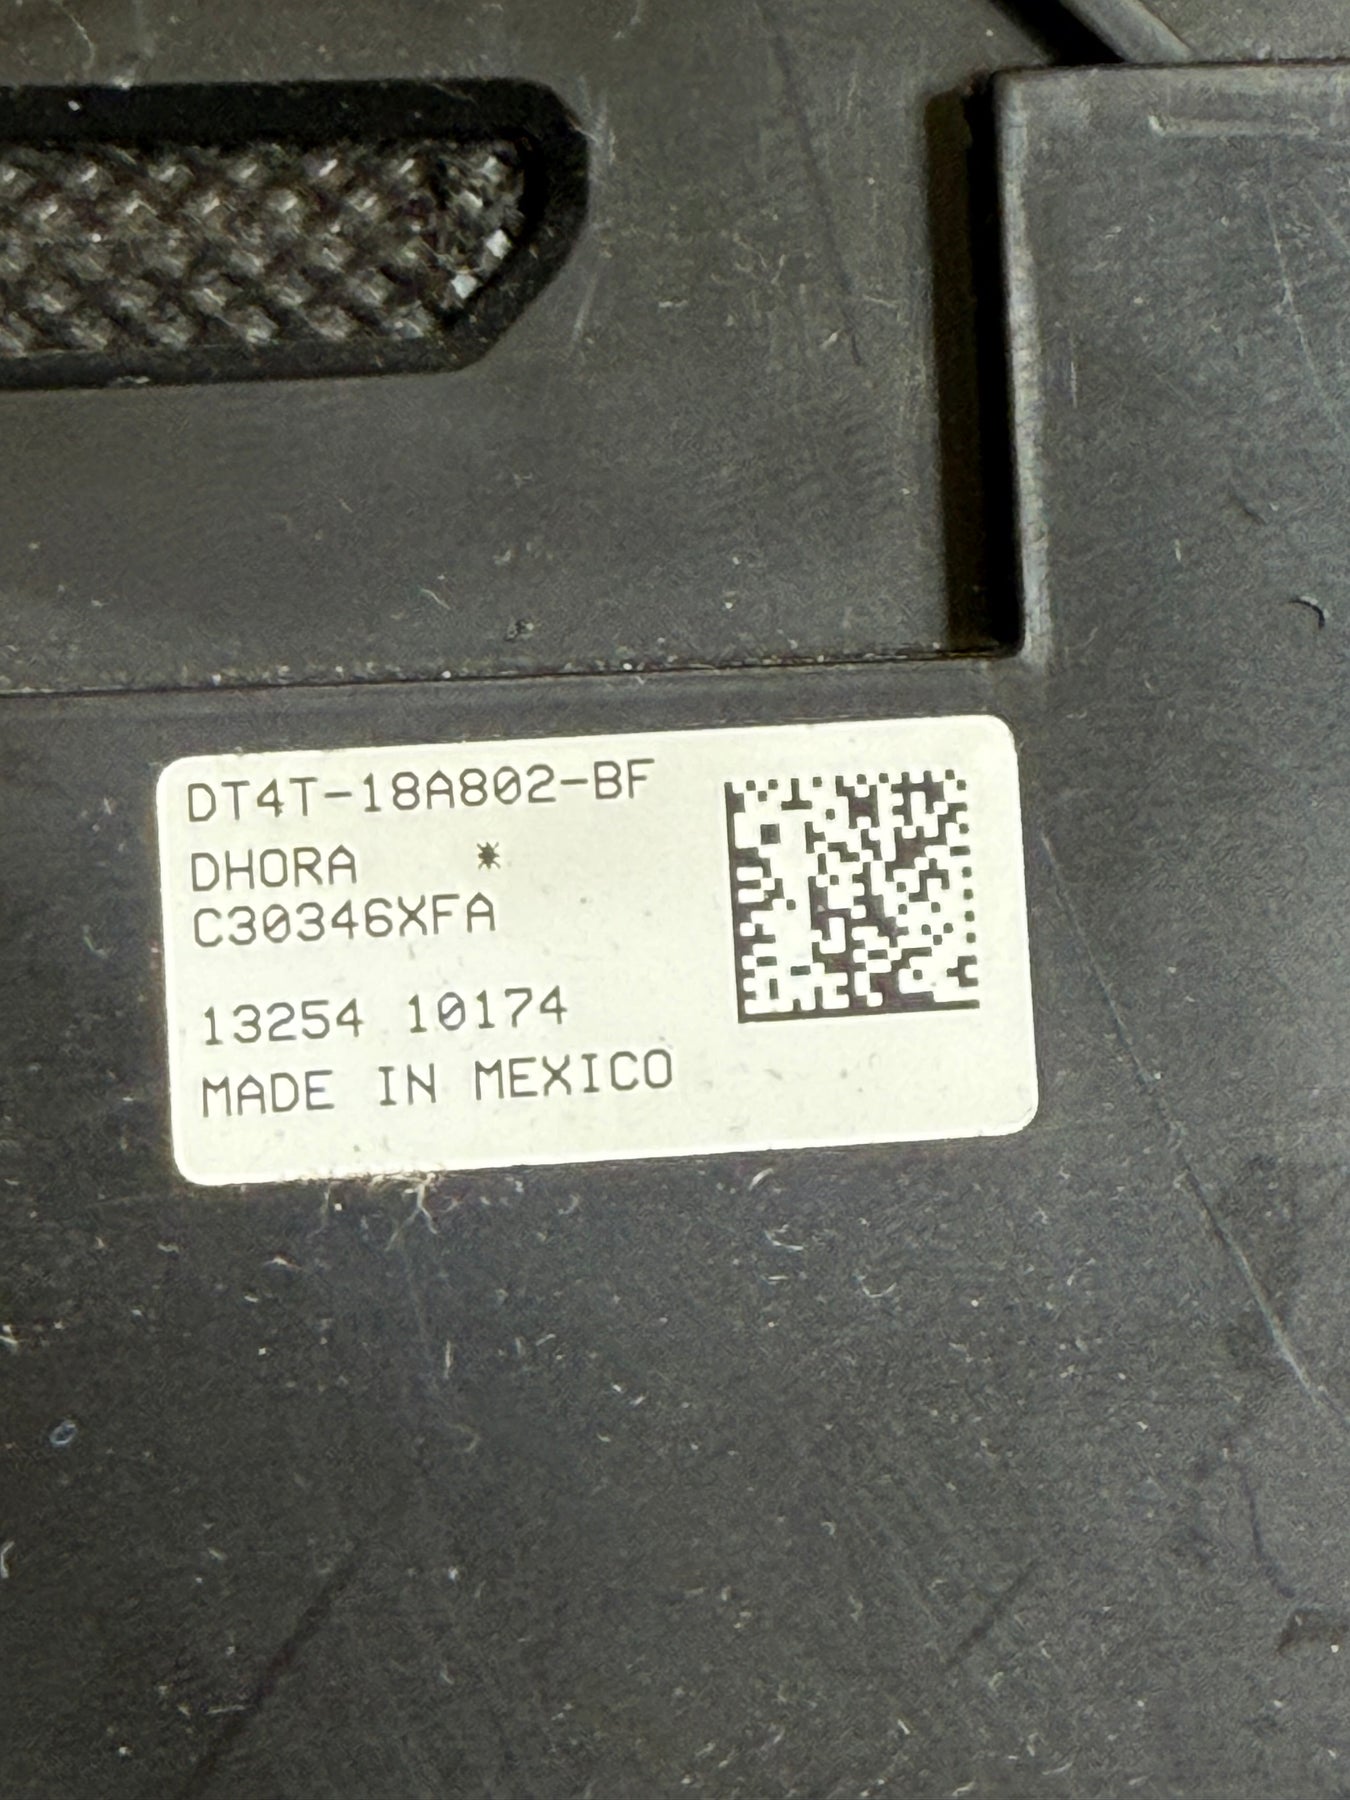 DT4T-18A802-BF
DHORA *
C30346XFA
13254 10174
MADE IN MEXICO